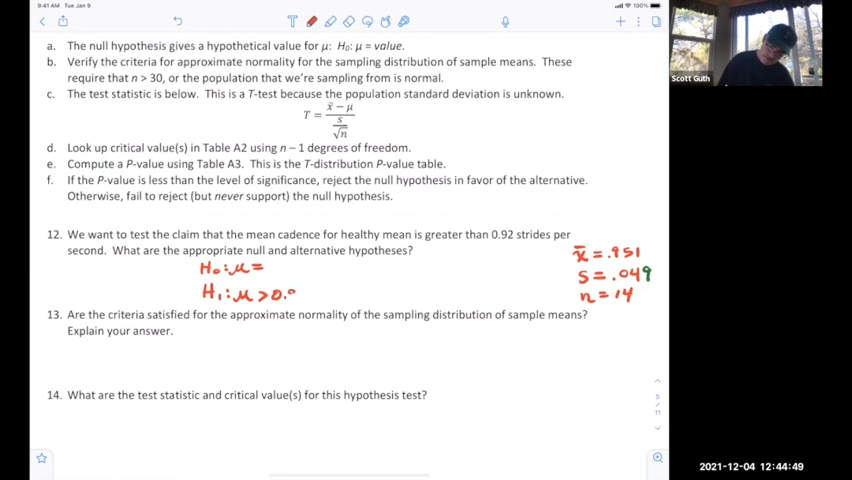 9:41 AM Tue Jan 9
100%
a. The null hypothesis gives a hypothetical value for μ: H₀: μ = value.
b. Verify the criteria for approximate normality for the sampling distribution of sample means. These
require that n > 30, or the population that we're sampling from is normal.
c. The test statistic is below. This is a T-test because the population standard deviation is unknown.
T = (x̄ − μ) / (s/√n)
d. Look up critical value(s) in Table A2 using n – 1 degrees of freedom.
e. Compute a P-value using Table A3. This is the T-distribution P-value table.
f. If the P-value is less than the level of significance, reject the null hypothesis in favor of the alternative.
Otherwise, fail to reject (but never support) the null hypothesis.
12. We want to test the claim that the mean cadence for healthy mean is greater than 0.92 strides per
second. What are the appropriate null and alternative hypotheses?
H₀: μ =
H₁: μ > 0.9
x̄ = .951
s = .049
n = 14
13. Are the criteria satisfied for the approximate normality of the sampling distribution of sample means?
Explain your answer.
14. What are the test statistic and critical value(s) for this hypothesis test?
5
/
11
Scott Guth
2021-12-04 12:44:49